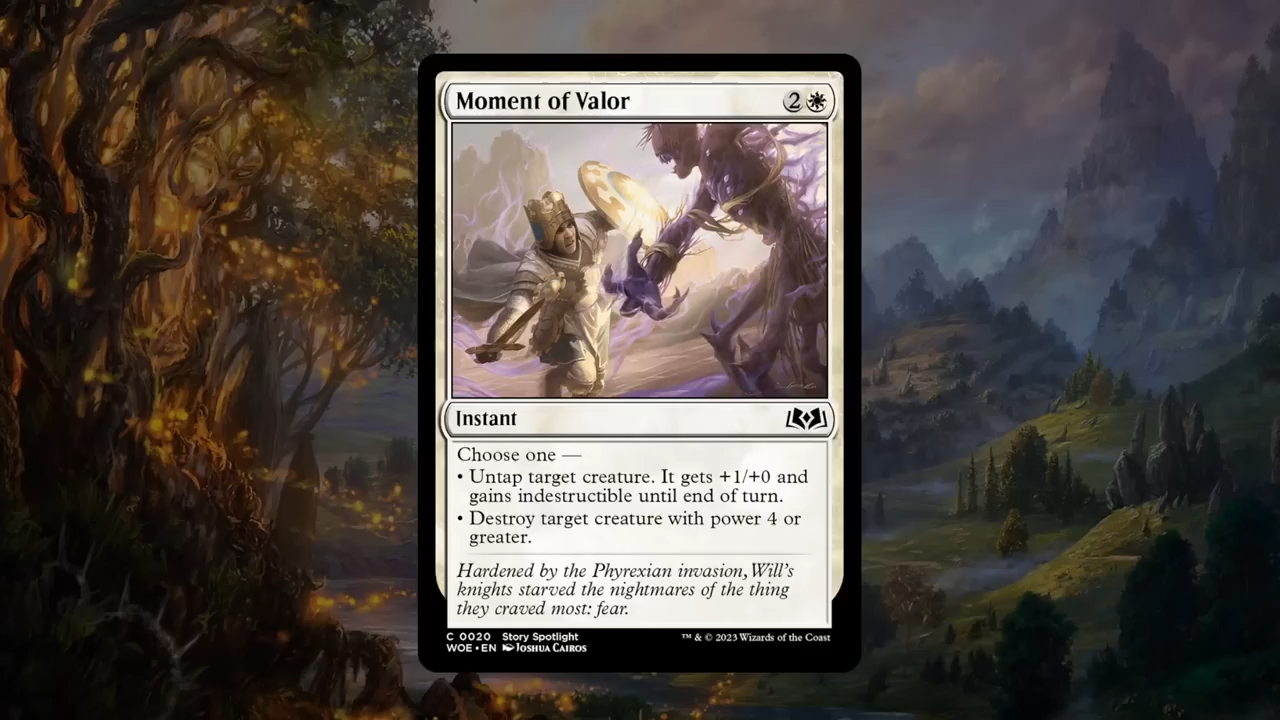 Moment of Valor 2
Instant
Choose one —
• Untap target creature. It gets +1/+0 and
gains indestructible until end of turn.
• Destroy target creature with power 4 or
greater.
Hardened by the Phyrexian invasion, Will's
knights starved the nightmares of the thing
they craved most: fear.
C 0020 Story Spotlight
WOE • EN Joshua Cairos
™ & © 2023 Wizards of the Coast